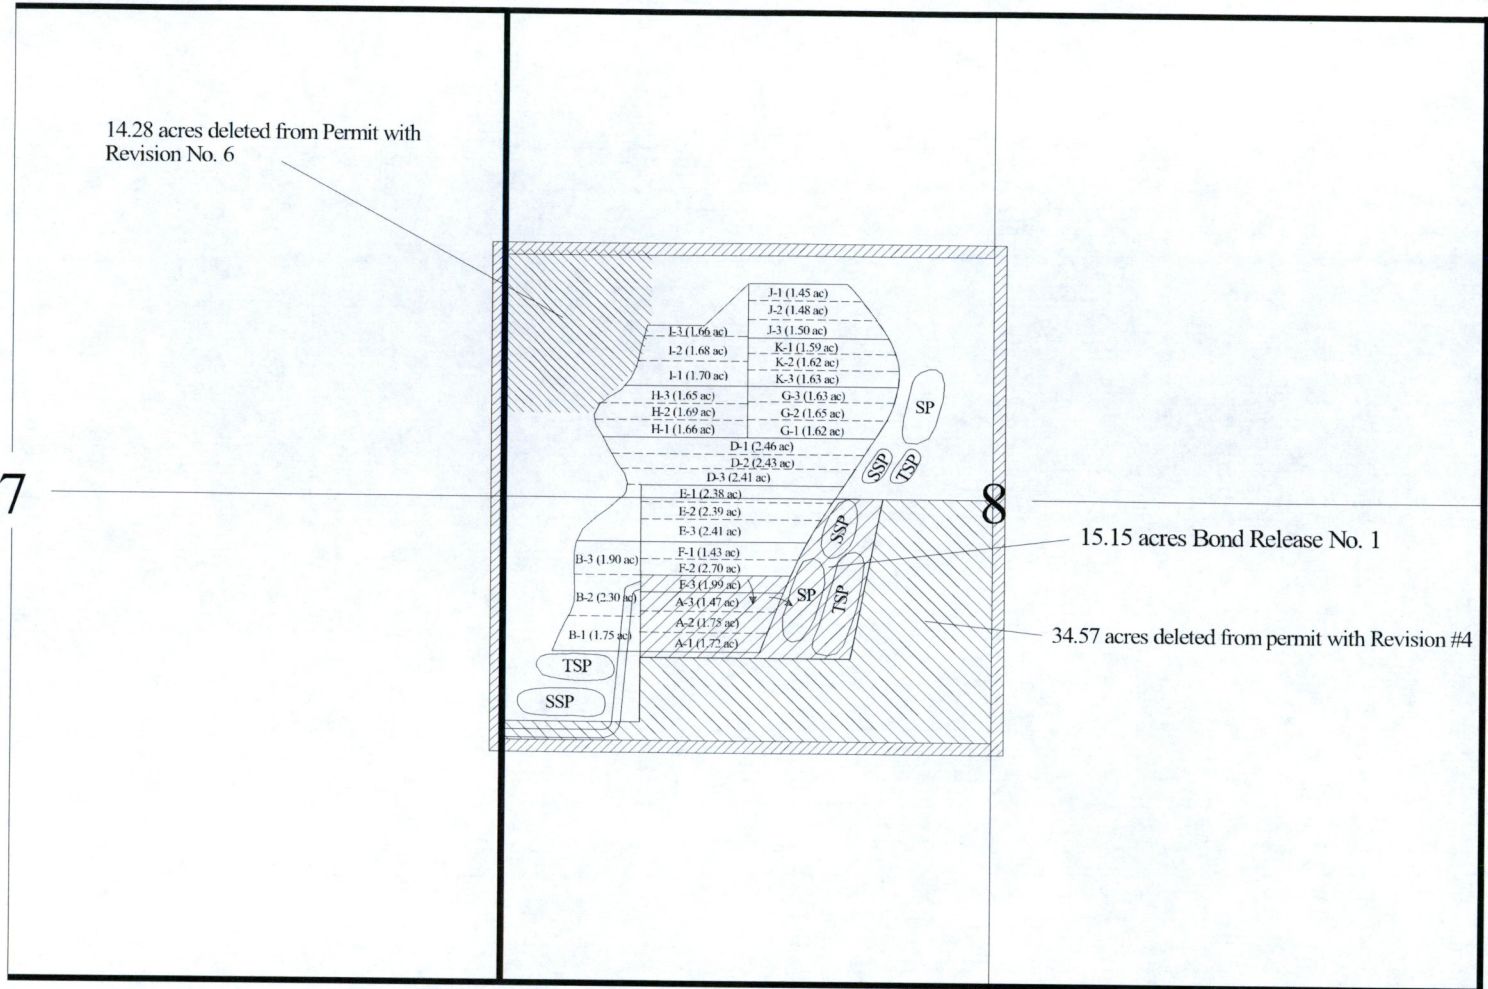 14.28 acres deleted from Permit with
Revision No. 6
J-1 (1.45 ac)
J-2 (1.48 ac)
I-3 (1.66 ac)
J-3 (1.50 ac)
I-2 (1.68 ac)
K-1 (1.59 ac)
K-2 (1.62 ac)
I-1 (1.70 ac)
K-3 (1.63 ac)
H-3 (1.65 ac)
G-3 (1.63 ac)
H-2 (1.69 ac)
G-2 (1.65 ac)
SP
H-1 (1.66 ac)
G-1 (1.62 ac)
D-1 (2.46 ac)
D-2 (2.43 ac)
SSP
TSP
D-3 (2.41 ac)
7
E-1 (2.38 ac)
8
E-2 (2.39 ac)
E-3 (2.41 ac)
SSP
15.15 acres Bond Release No. 1
B-3 (1.90 ac)
F-1 (1.43 ac)
F-2 (2.70 ac)
F-3 (1.99 ac)
B-2 (2.30 ac)
A-3 (1.47 ac)
SP
TSP
A-2 (1.75 ac)
B-1 (1.75 ac)
A-1 (1.72 ac)
34.57 acres deleted from permit with Revision #4
TSP
SSP